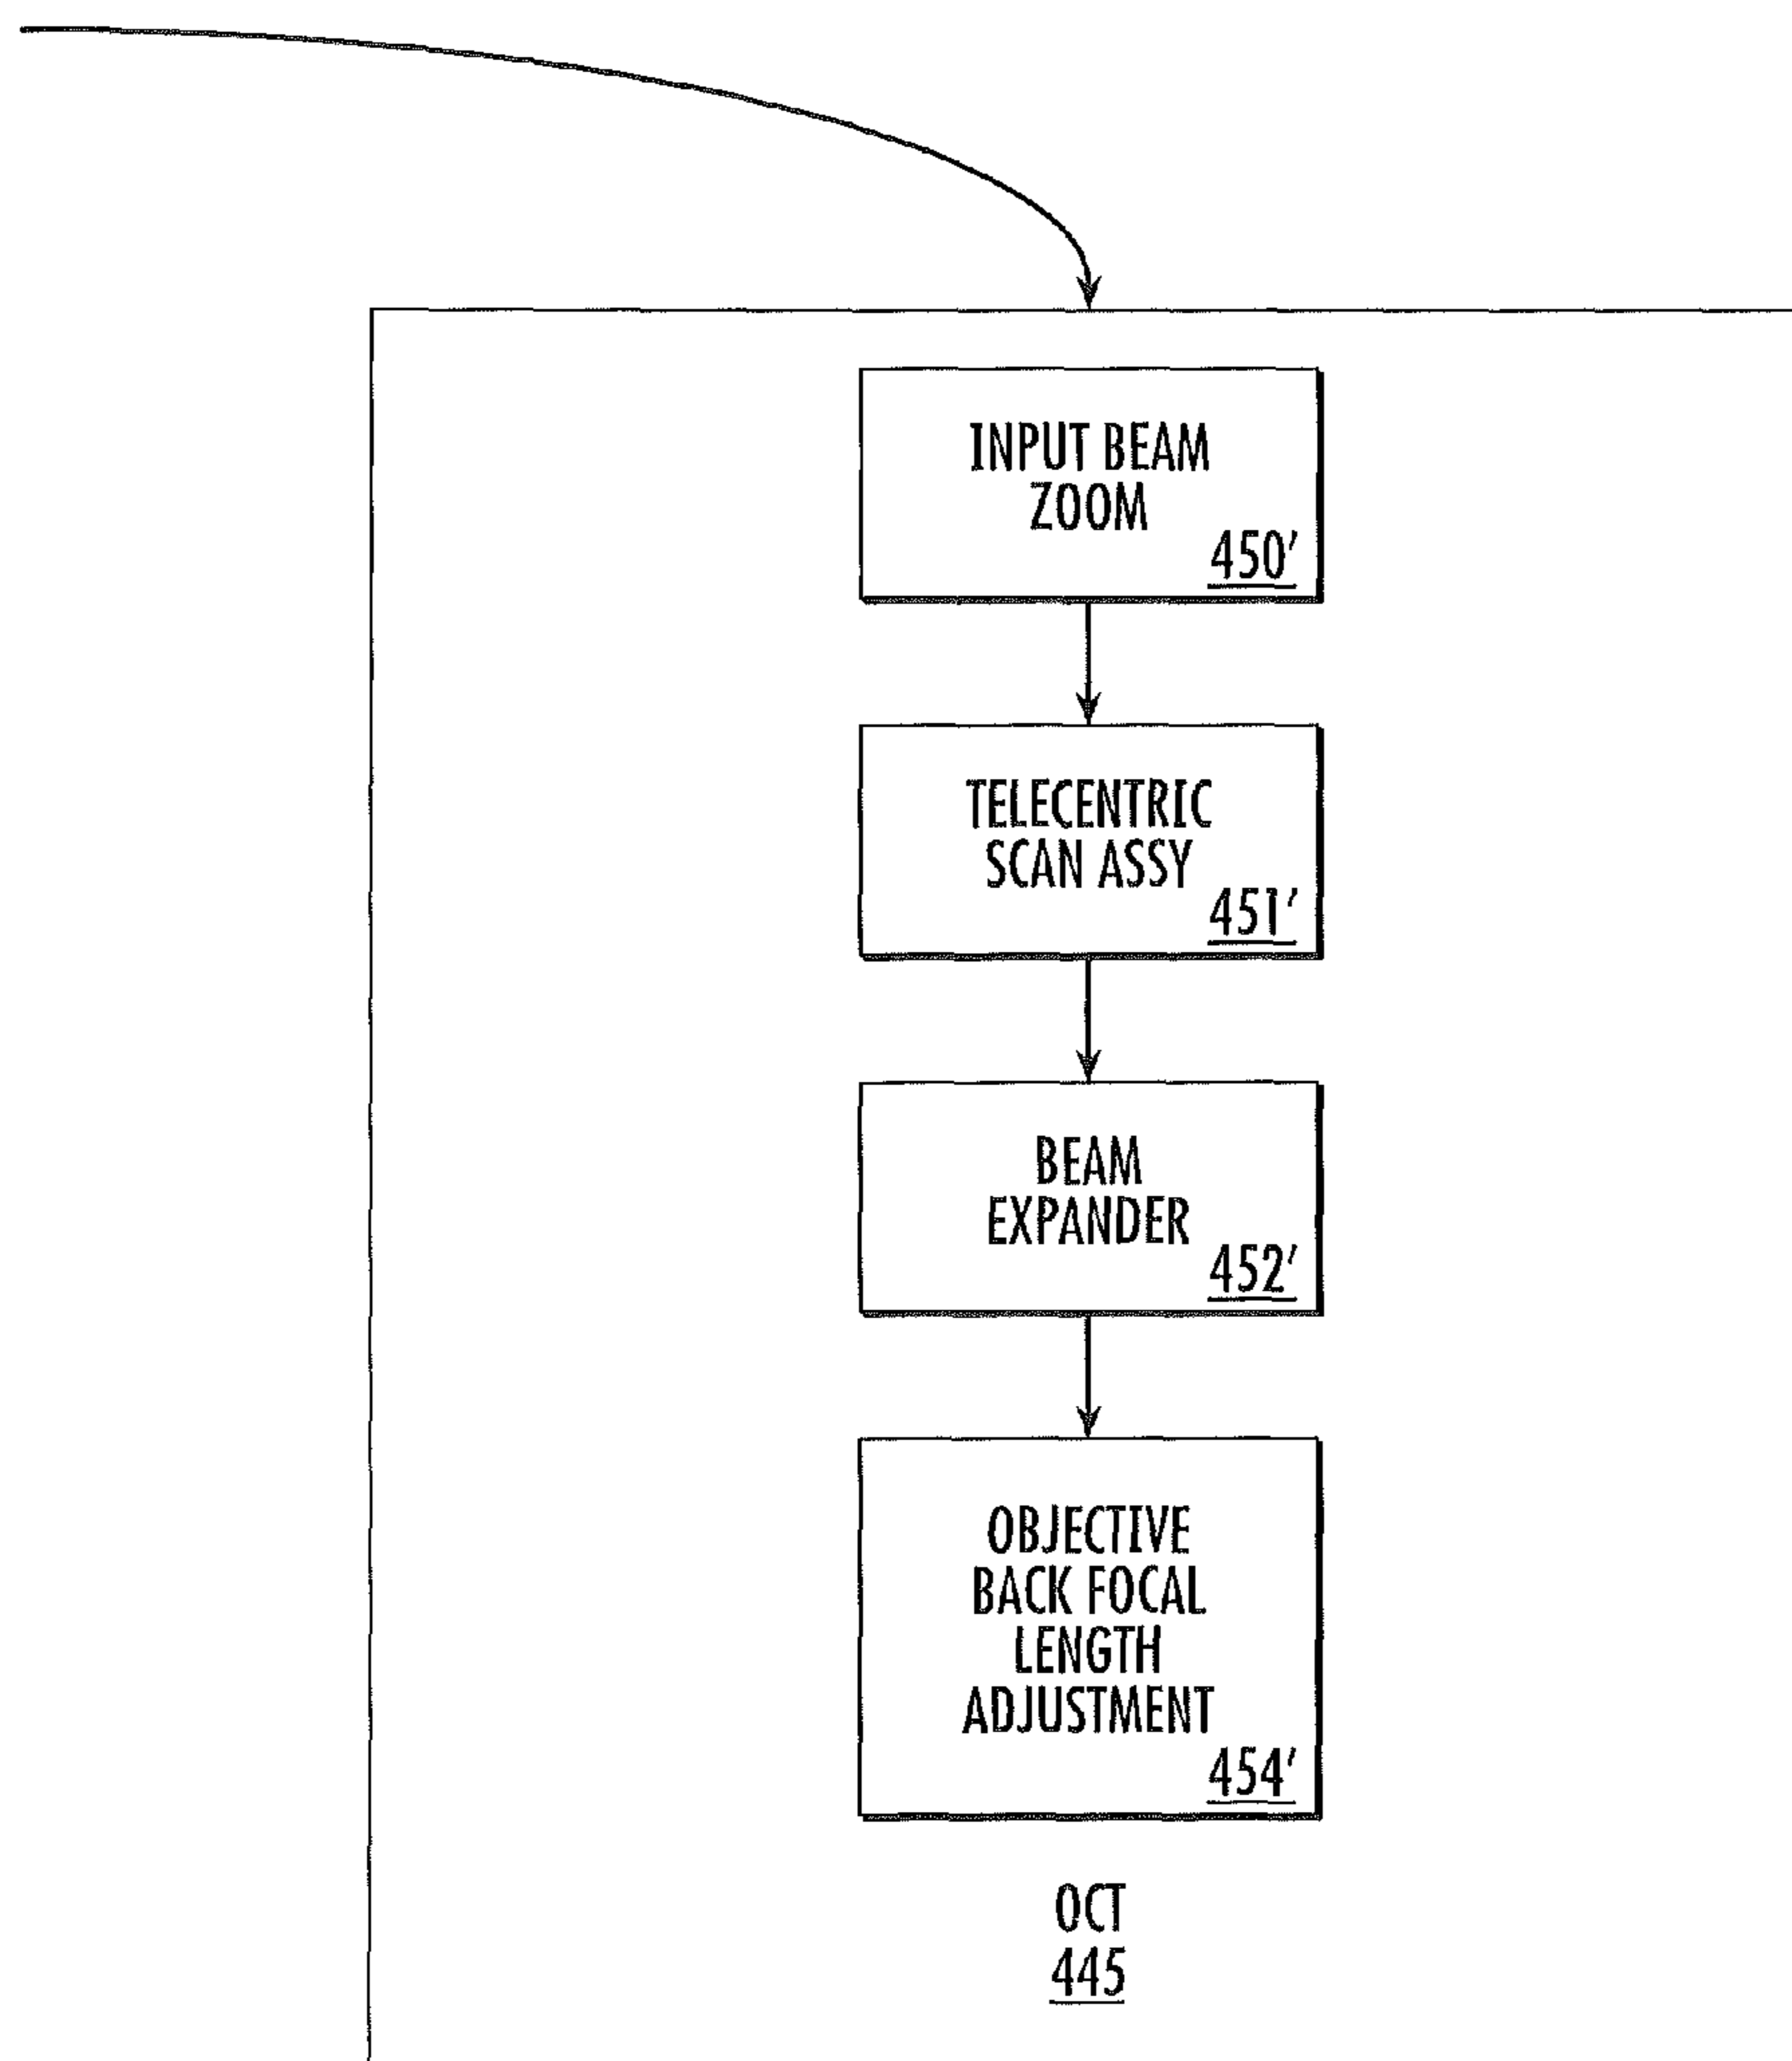 INPUT BEAM
ZOOM
450'
TELECENTRIC
SCAN ASSY
451'
BEAM
EXPANDER
452'
OBJECTIVE
BACK FOCAL
LENGTH
ADJUSTMENT
454'
OCT
445